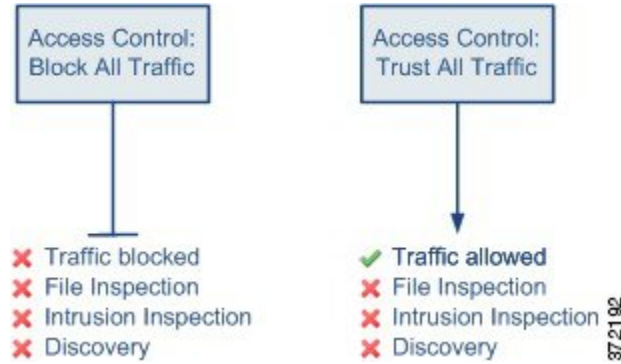 Access Control:
Block All Traffic
Traffic blocked
File Inspection
Intrusion Inspection
Discovery
Access Control:
Trust All Traffic
Traffic allowed
File Inspection
Intrusion Inspection
Discovery
372192